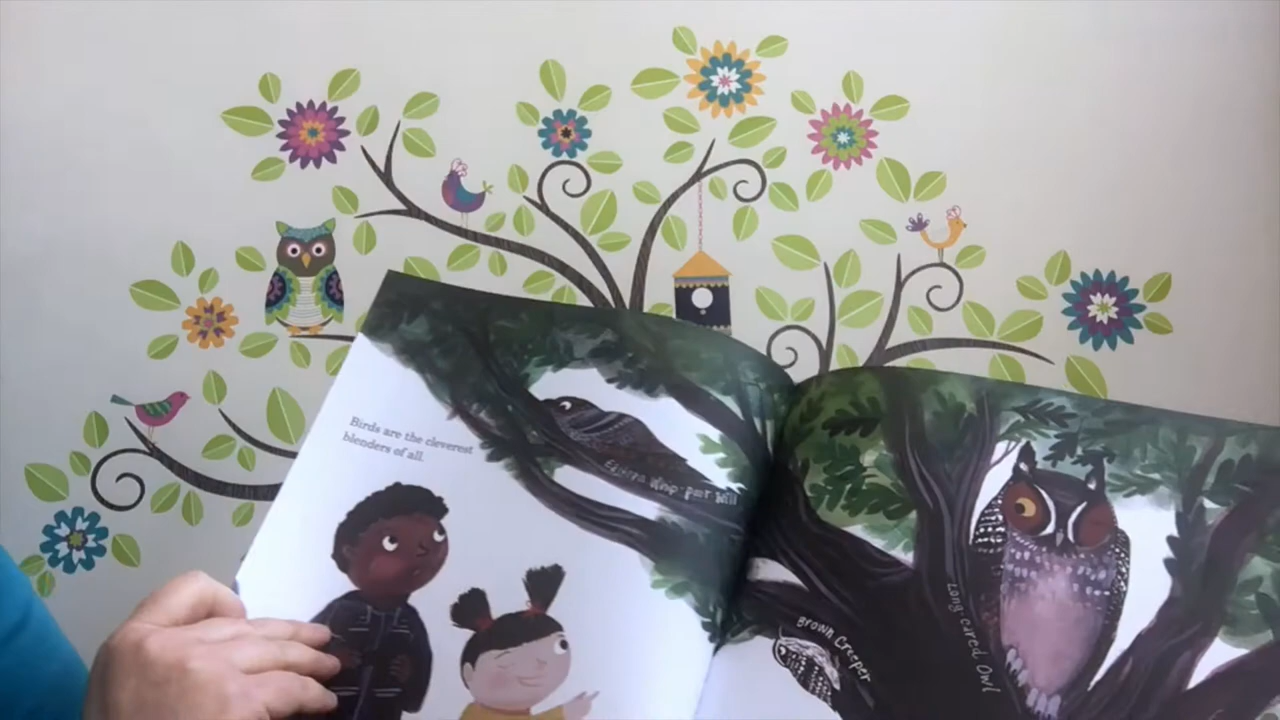 Birds are the cleverest
blenders of all.
Eastern Whip-poor Will
Brown Creeper
Long-eared Owl